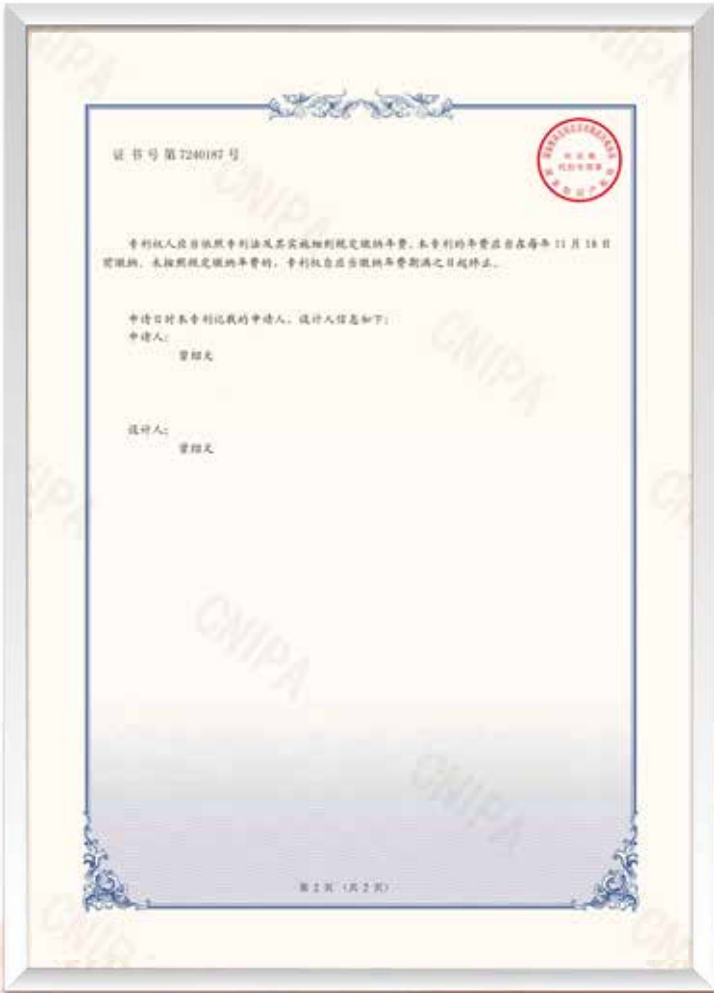 证书号第7240187号
专利权人应当依照专利法及其实施细则规定缴纳年费。本专利的年费应当在每年11月18日
前缴纳。未按照规定缴纳年费的，专利权自应当缴纳年费期满之日起终止。
申请日时本专利记载的申请人、设计人信息如下：
申请人：
设计人：
第2页（共2页）
CNIPA
CNIPA
CNIPA
CNIPA
CNIPA